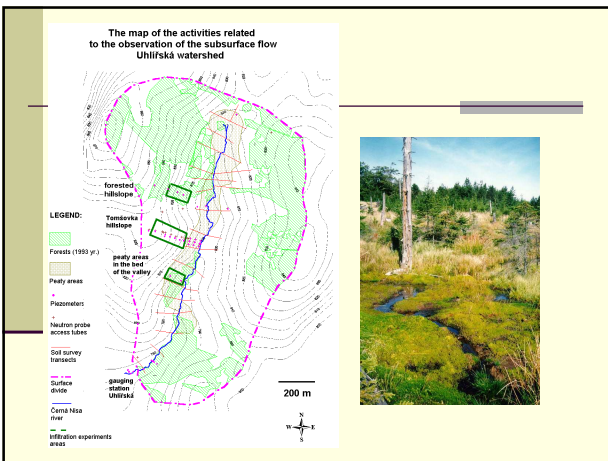 The map of the activities related
to the observation of the subsurface flow
Uhlířská watershed
forested
hillslope
Tomšovka
hillslope
peaty areas
in the bed
of the valley
LEGEND:
Forests (1993 yr.)
Peaty areas
Piezometers
Neutron probe
access tubes
Soil survey
transects
Surface
divide
Černá Nisa
river
Infiltration experiments
areas
gauging
station
Uhlířská
200 m
N
W E
S